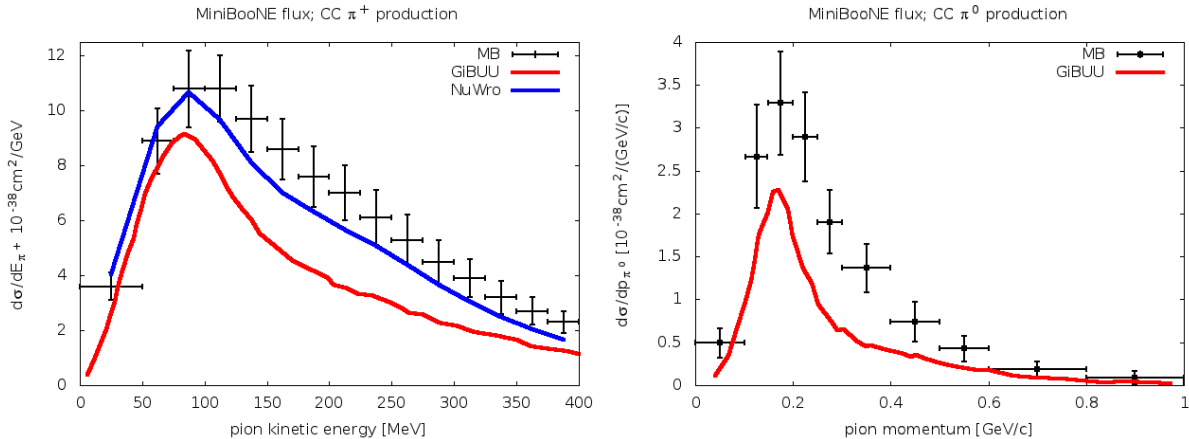 MiniBooNE flux; CC π⁺ production
MB
GiBUU
NuWro
12
10
8
6
4
2
0
dσ/dE_π⁺ 10⁻³⁸cm²/GeV
0 50 100 150 200 250 300 350 400
pion kinetic energy [MeV]
MiniBooNE flux; CC π⁰ production
MB
GiBUU
4
3.5
3
2.5
2
1.5
1
0.5
0
dσ/dp_π⁰ [10⁻³⁸cm²/(GeV/c)]
0 0.2 0.4 0.6 0.8 1
pion momentum [GeV/c]